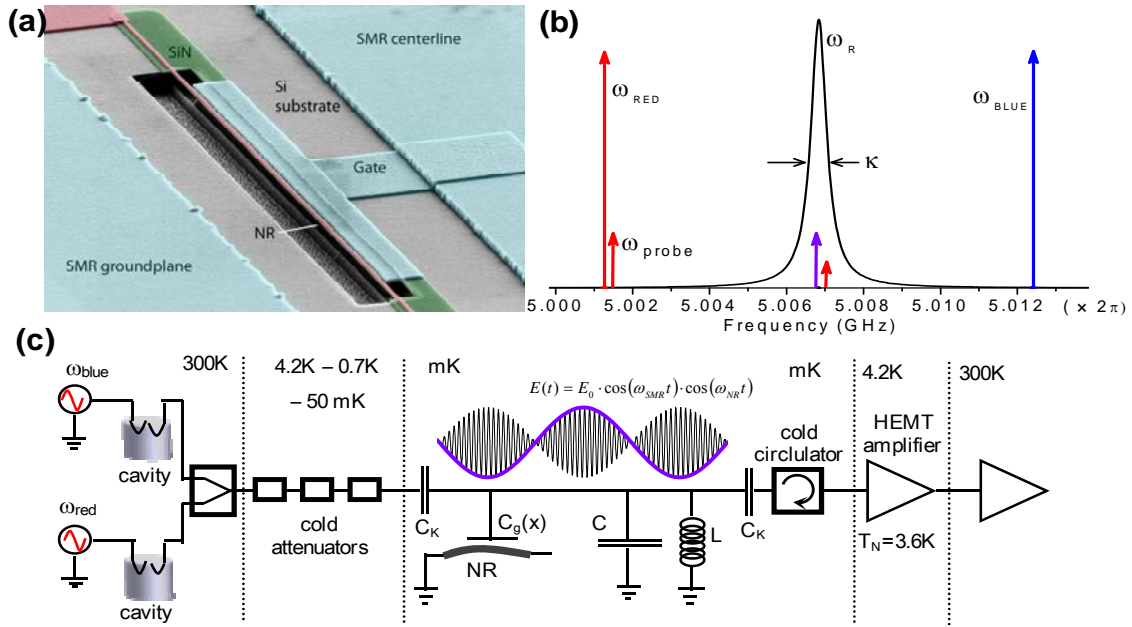 (a)
SiN
SMR centerline
Si
substrate
Gate
NR
SMR groundplane
(b)
ω_R
ω_RED
ω_BLUE
κ
ω_probe
5.000 5.002 5.004 5.006 5.008 5.010 5.012 (× 2π)
Frequency (GHz)
(c)
300K
4.2K – 0.7K
– 50 mK
mK
E(t) = E_0 · cos(ω_SMR t) · cos(ω_NR t)
mK
4.2K
300K
ω_blue
cavity
ω_red
cavity
cold
attenuators
C_K
C_g(x)
NR
C
L
C_K
cold
circlulator
HEMT
amplifier
T_N=3.6K